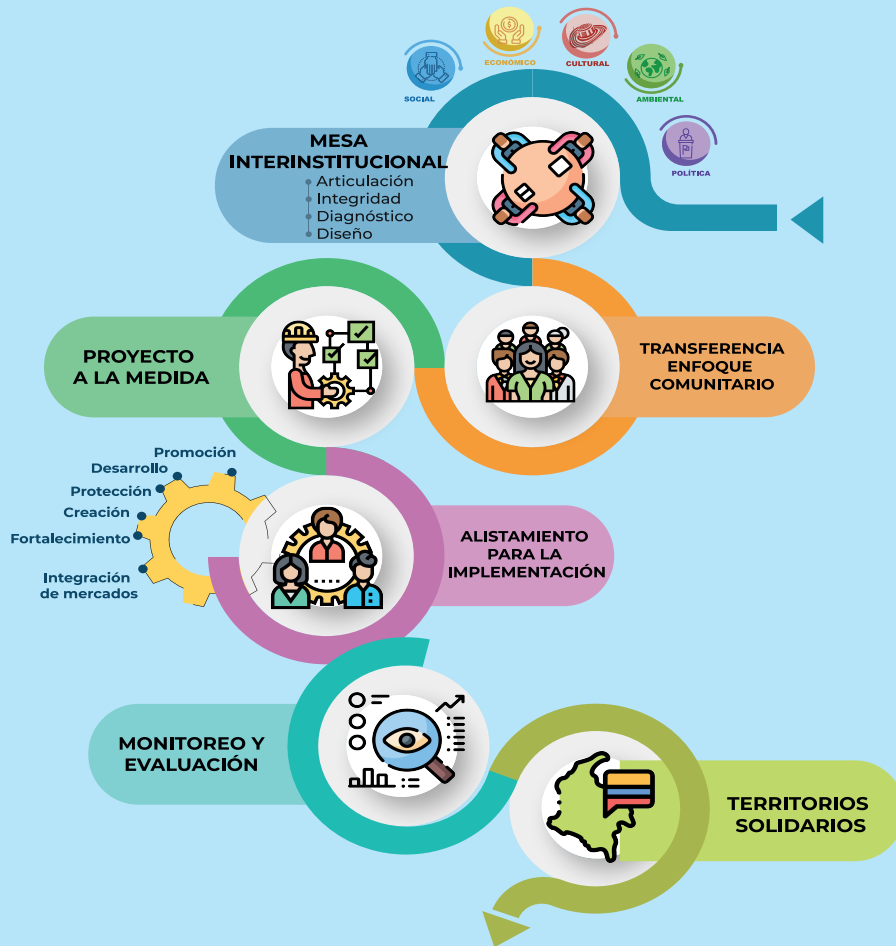 SOCIAL
ECONÓMICO
CULTURAL
AMBIENTAL
POLÍTICA
MESA
INTERINSTITUCIONAL
Articulación
Integridad
Diagnóstico
Diseño
PROYECTO
A LA MEDIDA
TRANSFERENCIA
ENFOQUE
COMUNITARIO
Promoción
Desarrollo
Protección
Creación
Fortalecimiento
Integración
de mercados
ALISTAMIENTO
PARA LA
IMPLEMENTACIÓN
MONITOREO Y
EVALUACIÓN
TERRITORIOS
SOLIDARIOS